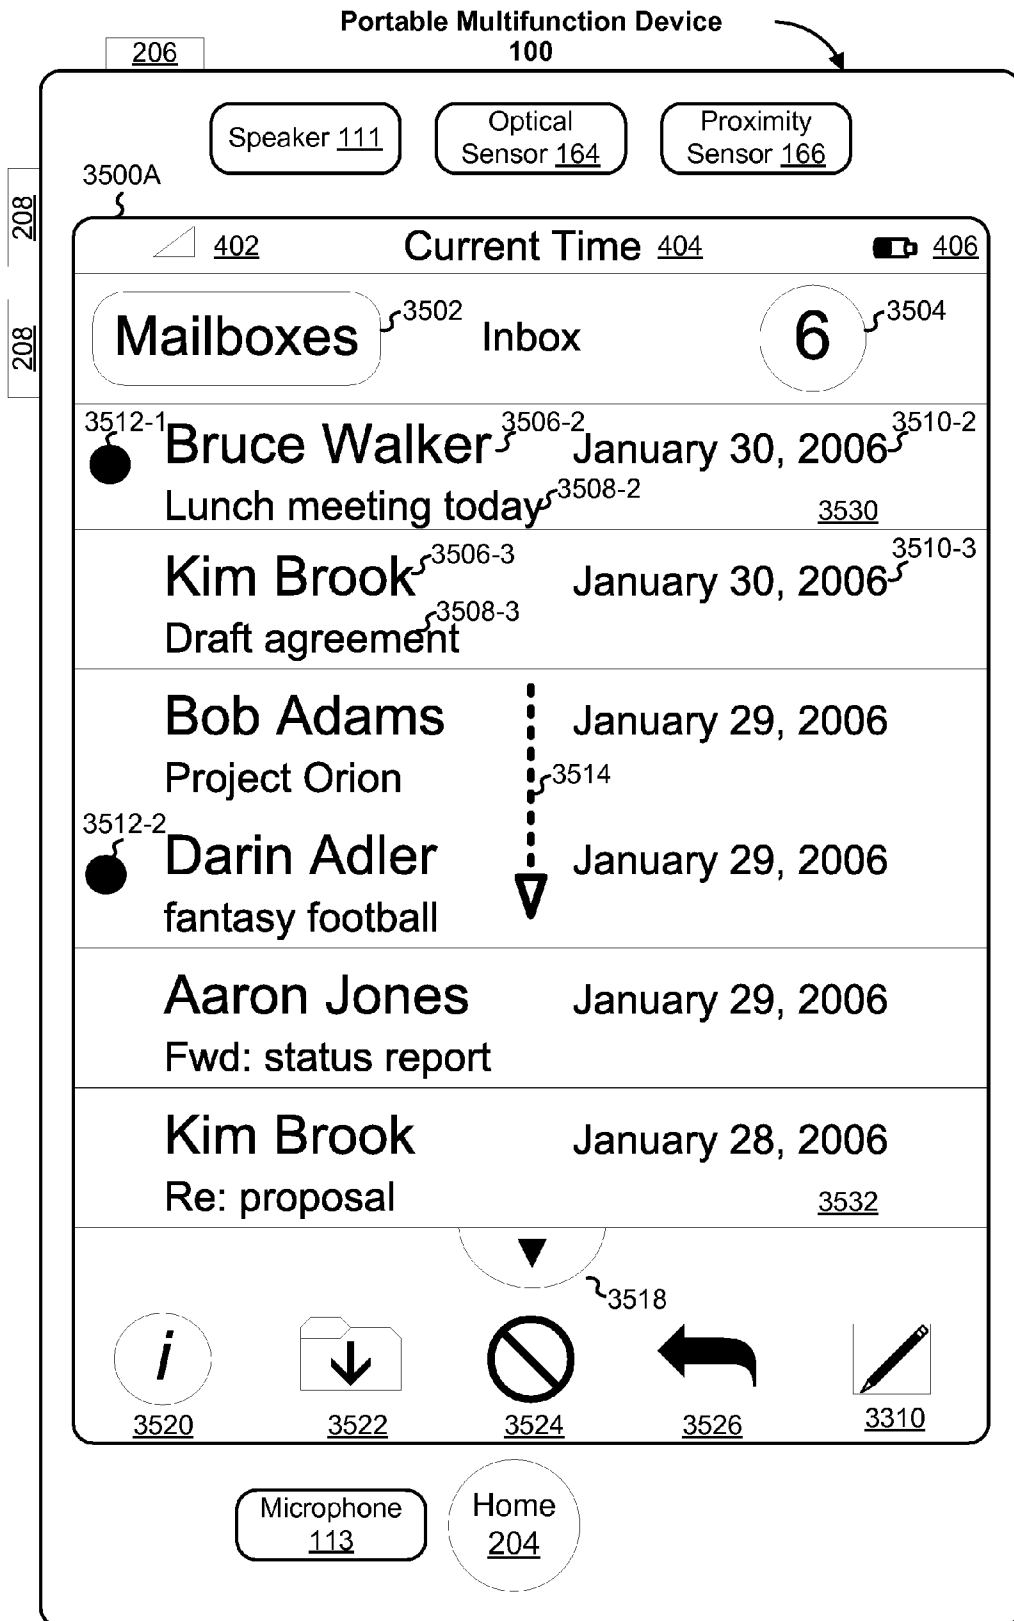 Portable Multifunction Device
100
206
Speaker 111
Optical
Sensor 164
Proximity
Sensor 166
3500A
208
208
402
Current Time 404
406
Mailboxes
3502
Inbox
6
3504
3512-1
Bruce Walker
3506-2
January 30, 2006
3510-2
Lunch meeting today
3508-2
3530
Kim Brook
3506-3
January 30, 2006
3510-3
Draft agreement
3508-3
Bob Adams
January 29, 2006
Project Orion
3514
3512-2
Darin Adler
January 29, 2006
fantasy football
Aaron Jones
January 29, 2006
Fwd: status report
Kim Brook
January 28, 2006
Re: proposal
3532
3518
i
3520
3522
3524
3526
3310
Microphone
113
Home
204